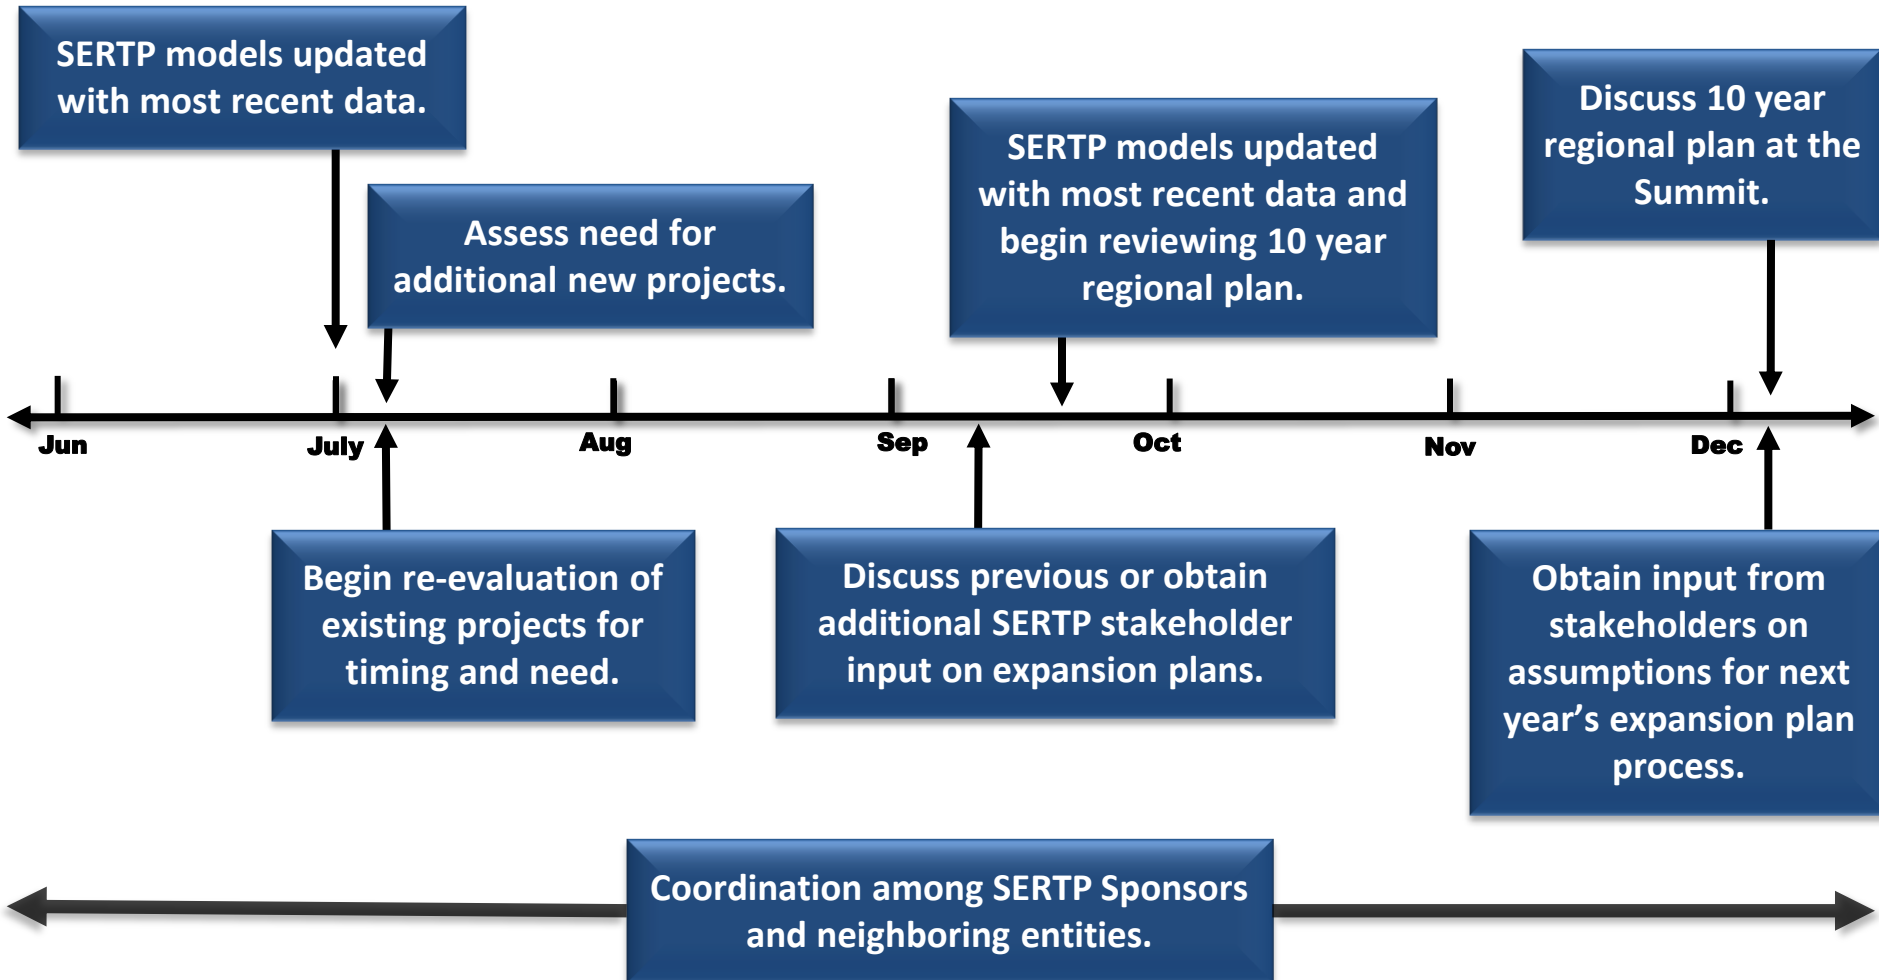 SERTP models updated
with most recent data.
Assess need for
additional new projects.
SERTP models updated
with most recent data and
begin reviewing 10 year
regional plan.
Discuss 10 year
regional plan at the
Summit.
Jun
July
Aug
Sep
Oct
Nov
Dec
Begin re-evaluation of
existing projects for
timing and need.
Discuss previous or obtain
additional SERTP stakeholder
input on expansion plans.
Obtain input from
stakeholders on
assumptions for next
year’s expansion plan
process.
Coordination among SERTP Sponsors
and neighboring entities.